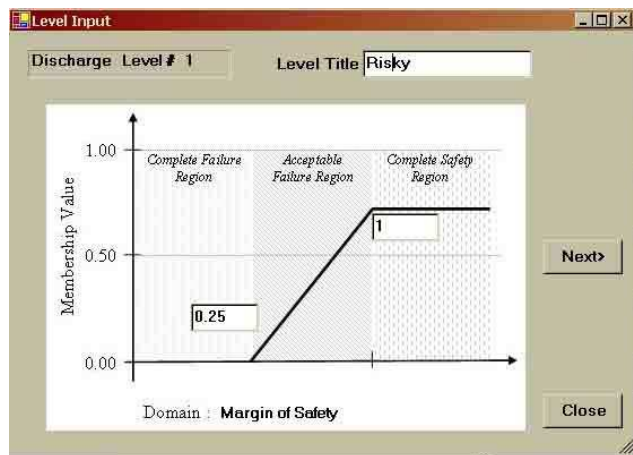 Level Input
Discharge Level # 1
Level Title Risky
1.00
Complete Failure Region
Acceptable Failure Region
Complete Safety Region
Membership Value
1
0.50
Next>
0.25
0.00
Domain : Margin of Safety
Close